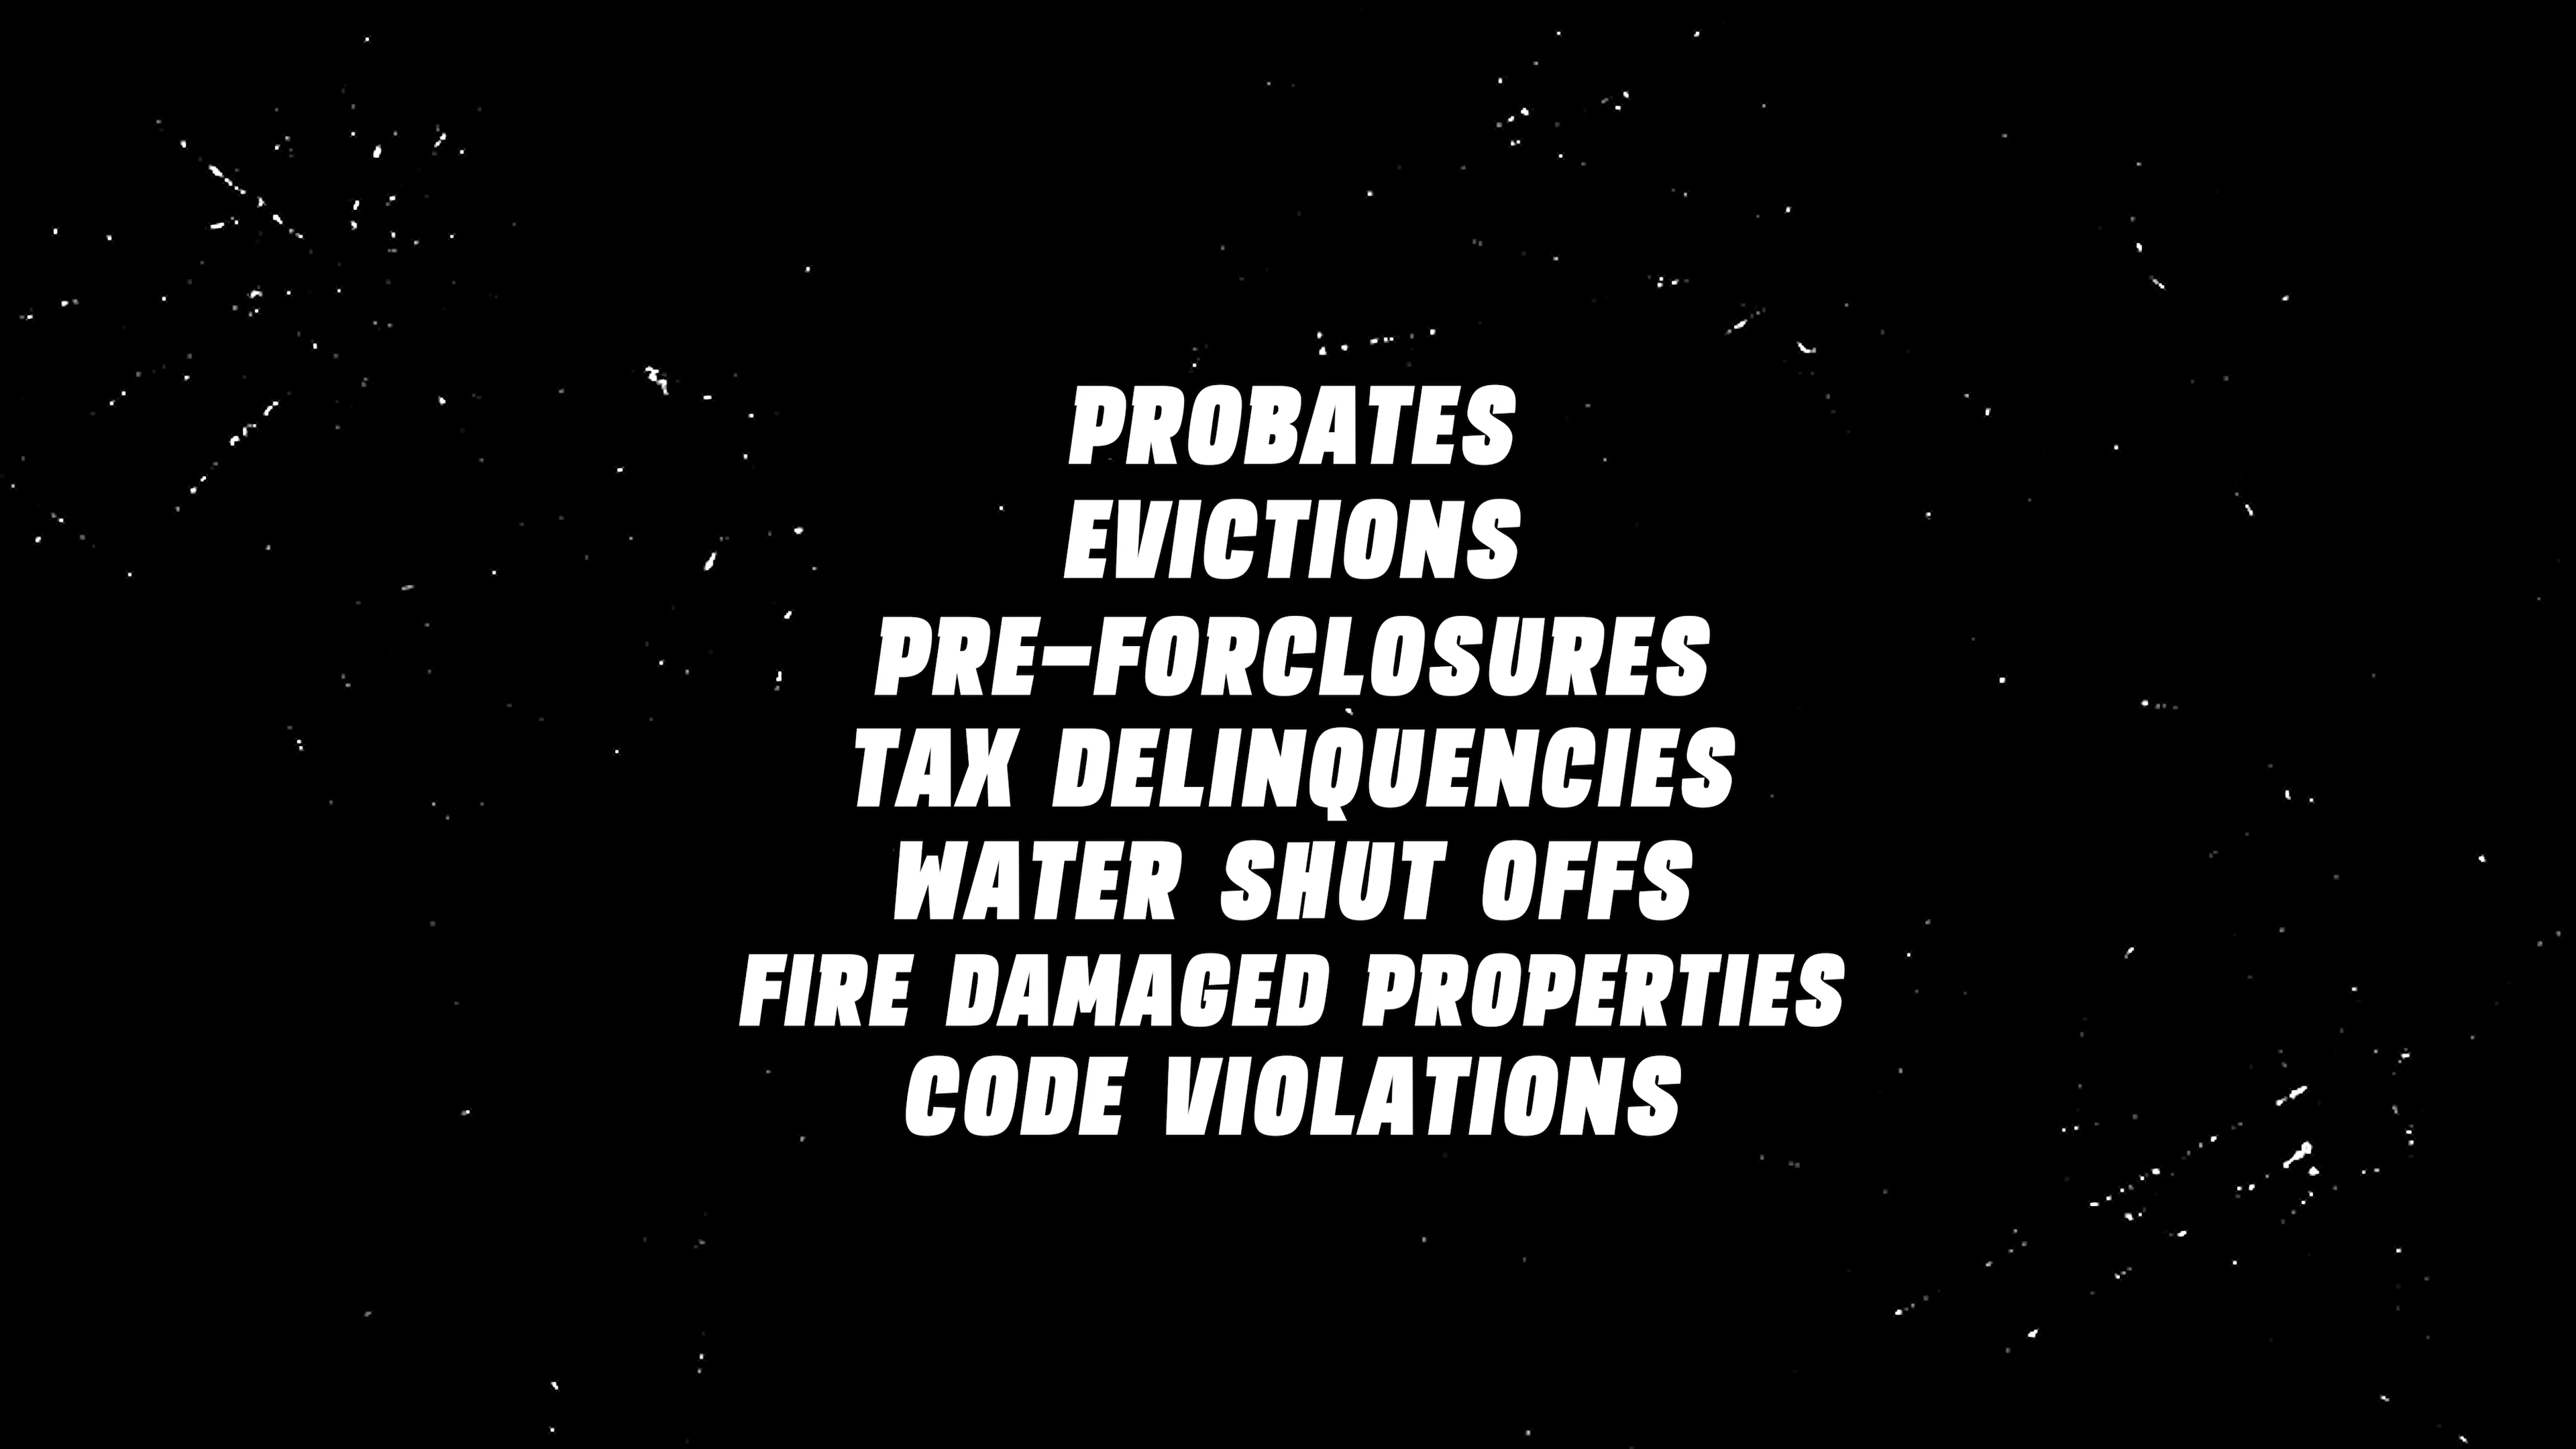 PROBATES
EVICTIONS
PRE-FORCLOSURES
TAX DELINQUENCIES
WATER SHUT OFFS
FIRE DAMAGED PROPERTIES
CODE VIOLATIONS